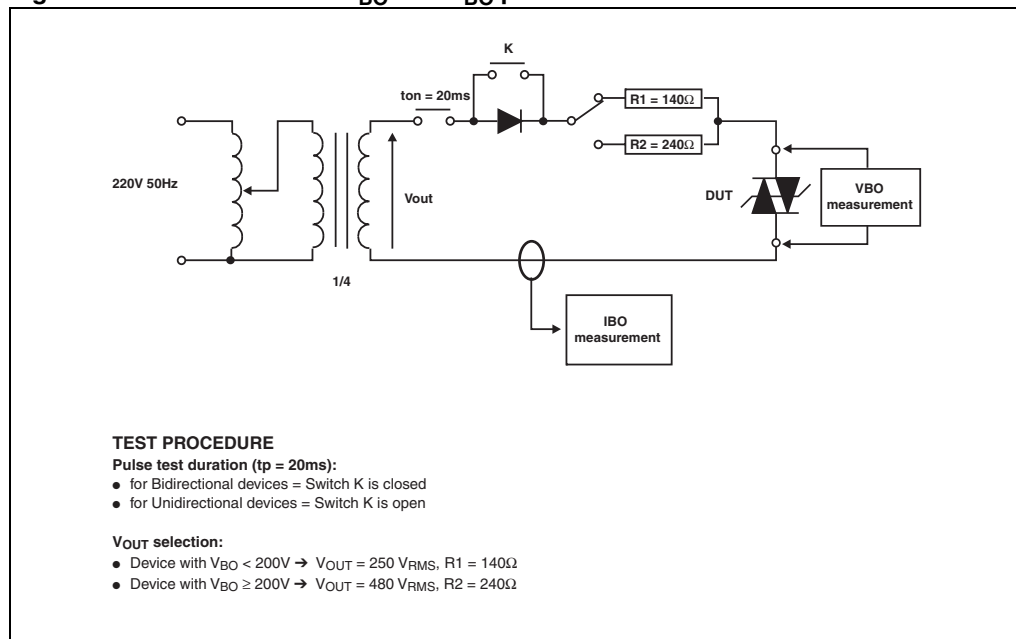 K
ton = 20ms
R1 = 140Ω
R2 = 240Ω
220V 50Hz
Vout
DUT
VBO
measurement
1/4
IBO
measurement
TEST PROCEDURE
Pulse test duration (tp = 20ms):
● for Bidirectional devices = Switch K is closed
● for Unidirectional devices = Switch K is open
VOUT selection:
● Device with VBO < 200V ➔ VOUT = 250 VRMS, R1 = 140Ω
● Device with VBO ≥ 200V ➔ VOUT = 480 VRMS, R2 = 240Ω